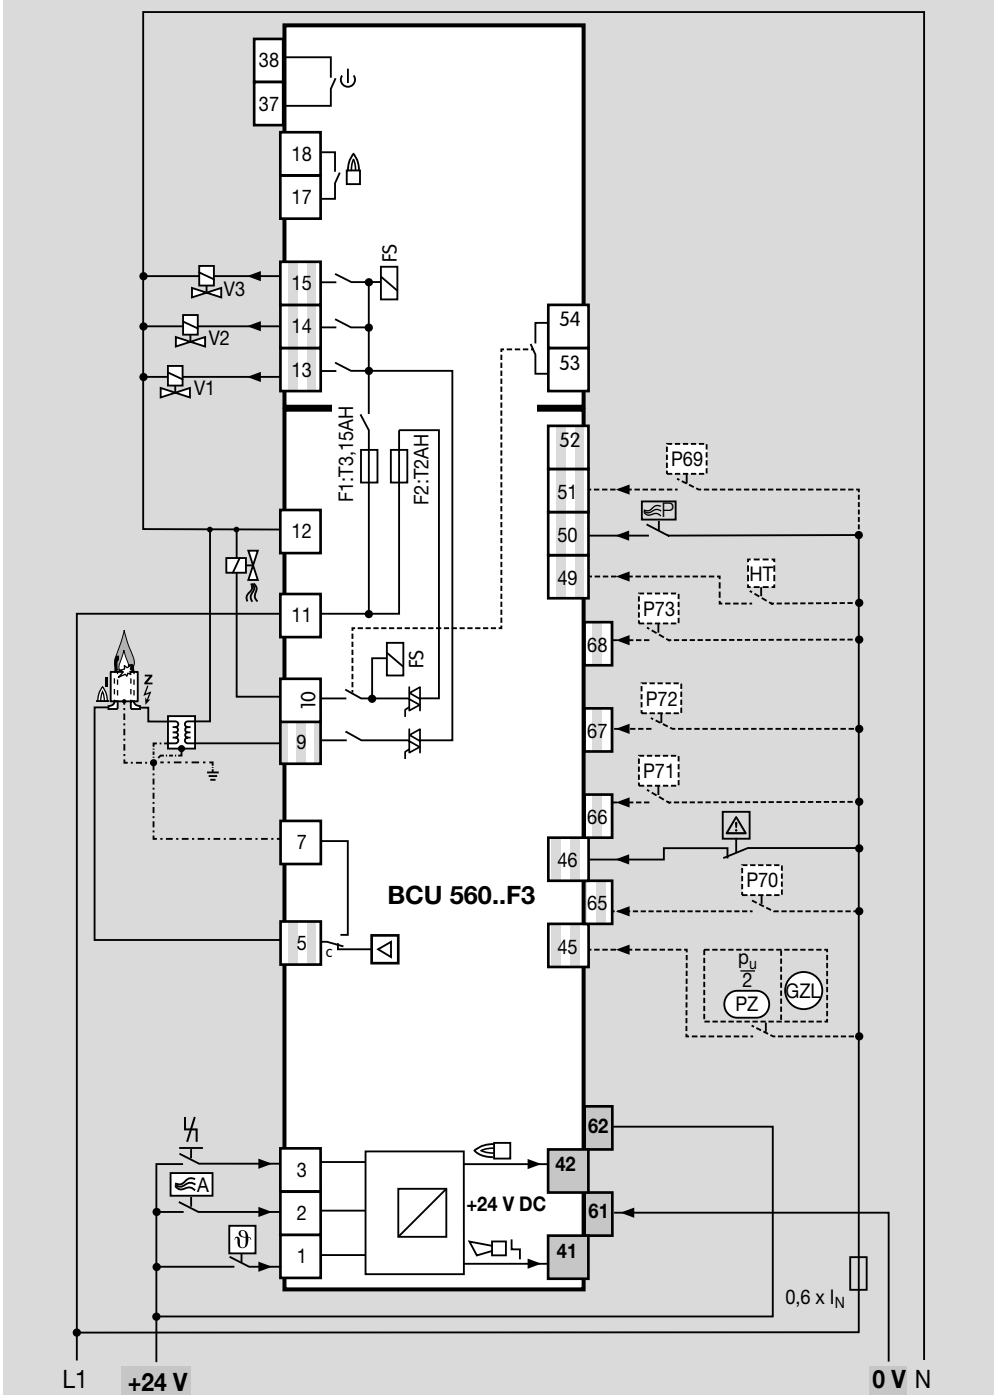 38
37
18
17
15
FS
V3
14
V2
13
V1
54
53
F1:T3,15AH
F2:T2AH
52
P69
51
P
12
50
49
HT
11
P73
68
FS
Z
I
10
P72
67
9
P71
66
7
46
BCU 560..F3
P70
65
5
c
45
pu
2
PZ
GZL
62
3
42
A
2
+24 V DC
61
ϑ
1
41
0,6 x IN
L1
+24 V
0 V
N